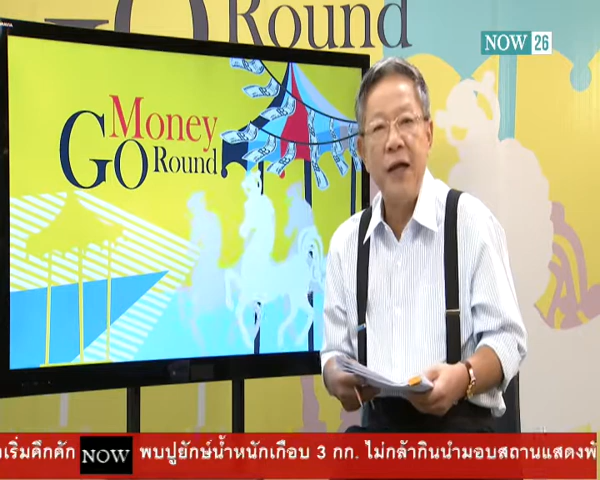 GO Round
NOW 26
Money
GO Round
เริ่มคึกคัก NOW พบปูยักษ์น้ำหนักเกือบ 3 กก. ไม่กล้ากินนำมอบสถานแสดงพั